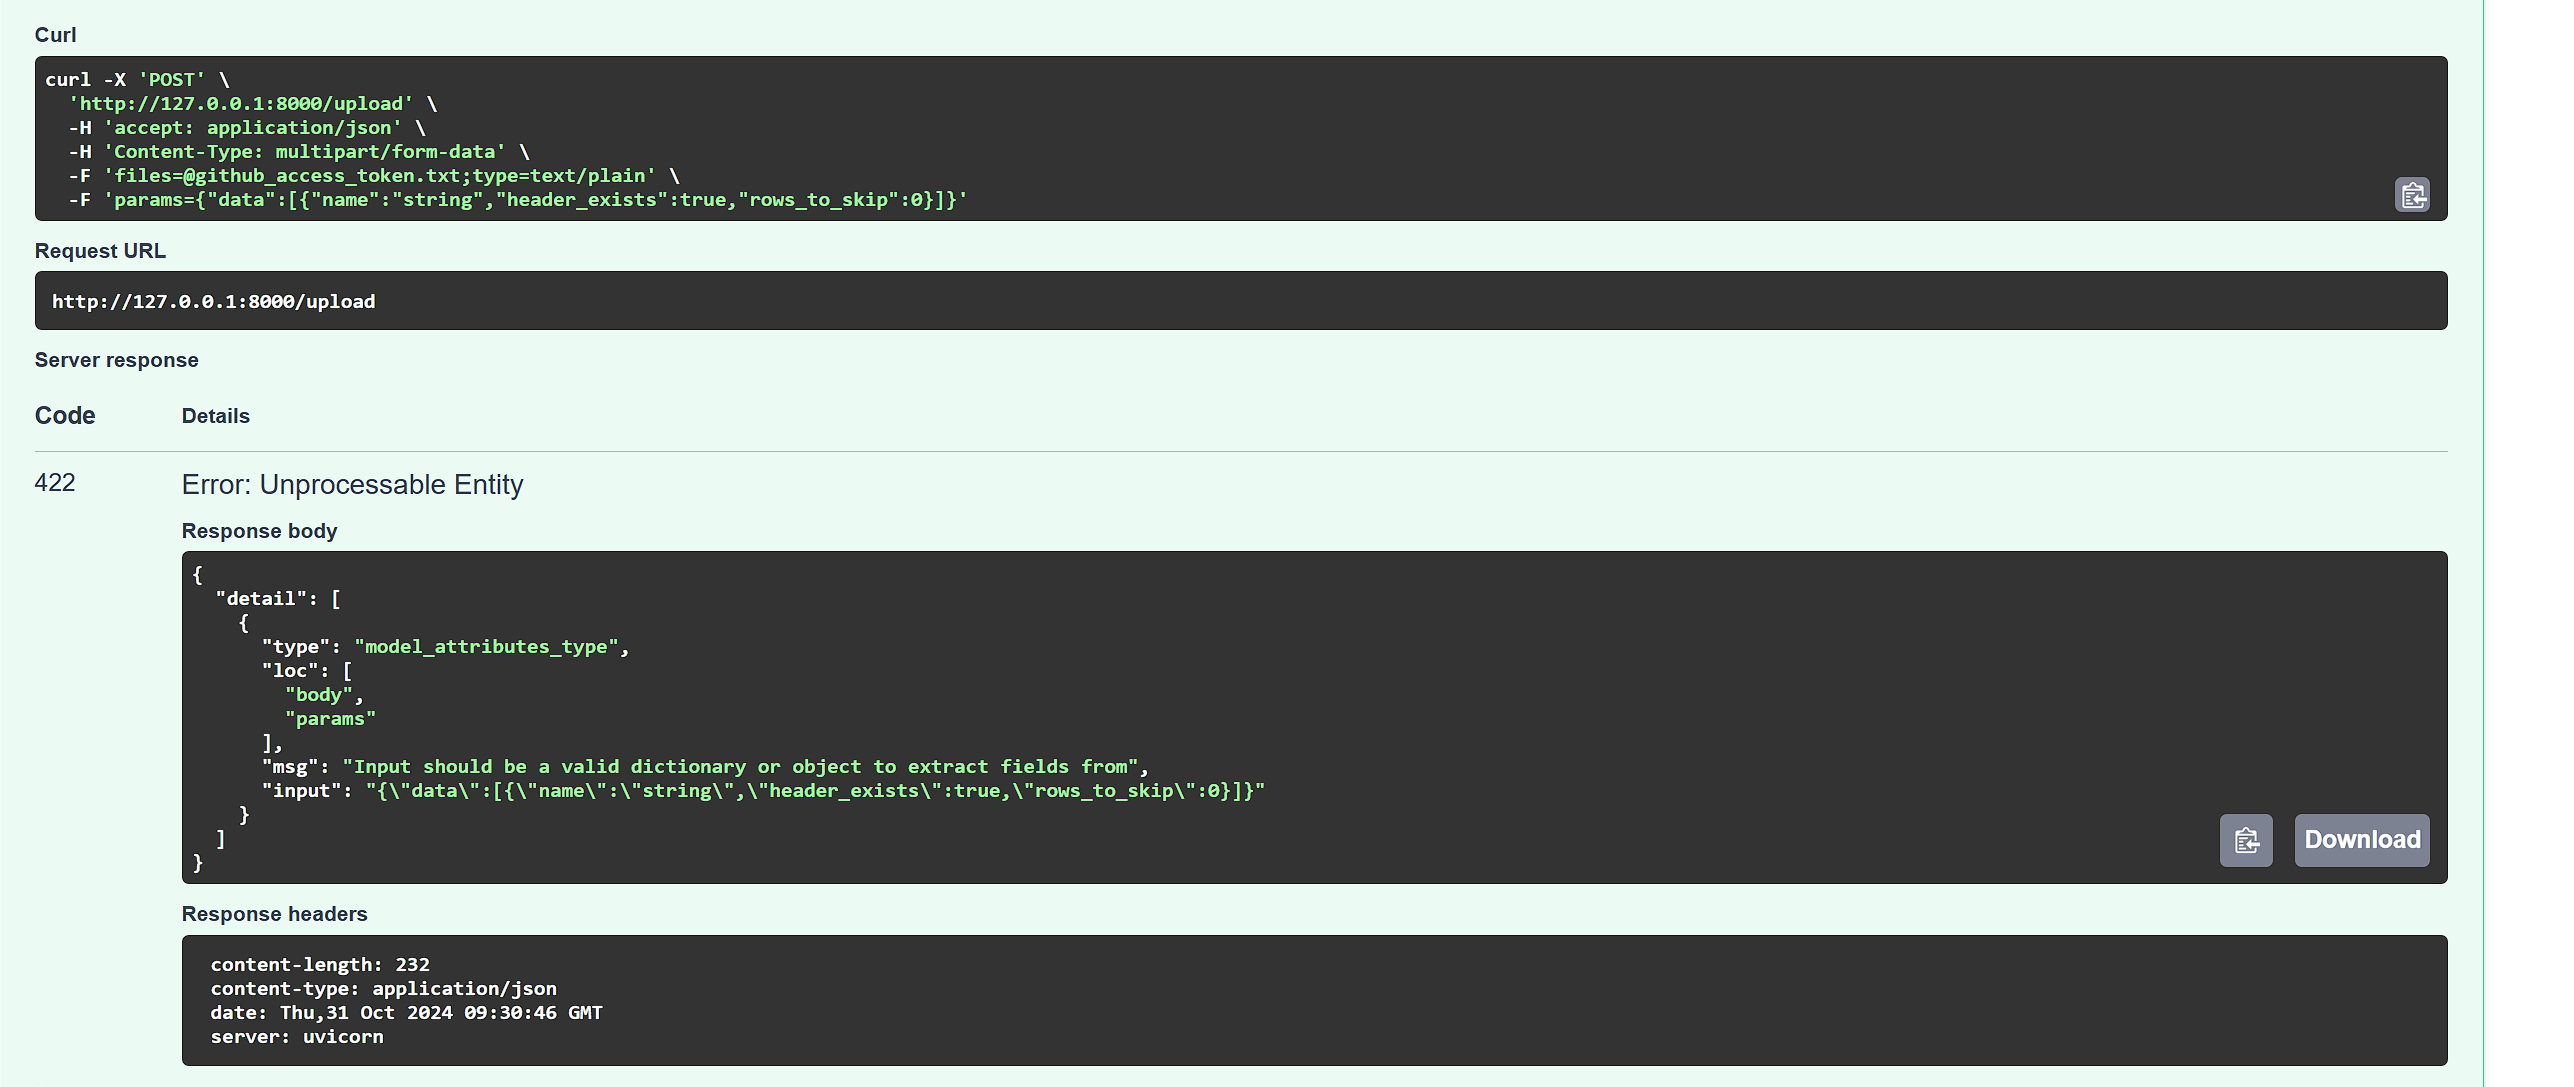 Curl
curl -X 'POST' \
  'http://127.0.0.1:8000/upload' \
  -H 'accept: application/json' \
  -H 'Content-Type: multipart/form-data' \
  -F 'files=@github_access_token.txt;type=text/plain' \
  -F 'params={"data":[{"name":"string","header_exists":true,"rows_to_skip":0}]}'
Request URL
http://127.0.0.1:8000/upload
Server response
Code Details
422 Error: Unprocessable Entity
Response body
{
  "detail": [
    {
      "type": "model_attributes_type",
      "loc": [
        "body",
        "params"
      ],
      "msg": "Input should be a valid dictionary or object to extract fields from",
      "input": "{\"data\":[{\"name\":\"string\",\"header_exists\":true,\"rows_to_skip\":0}]}"
    }
  ]
}
Download
Response headers
content-length: 232
content-type: application/json
date: Thu,31 Oct 2024 09:30:46 GMT
server: uvicorn